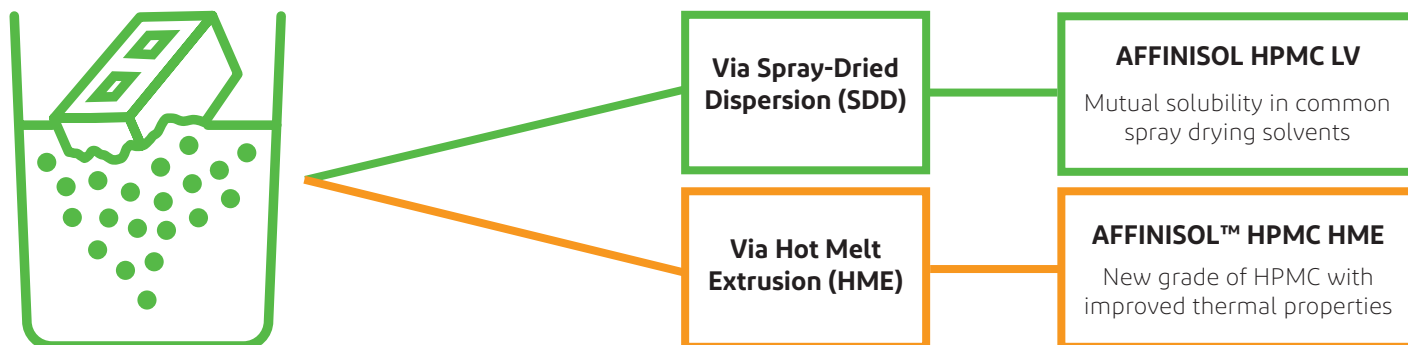 Via Spray-Dried
Dispersion (SDD)
AFFINISOL HPMC LV
Mutual solubility in common
spray drying solvents
Via Hot Melt
Extrusion (HME)
AFFINISOL™ HPMC HME
New grade of HPMC with
improved thermal properties